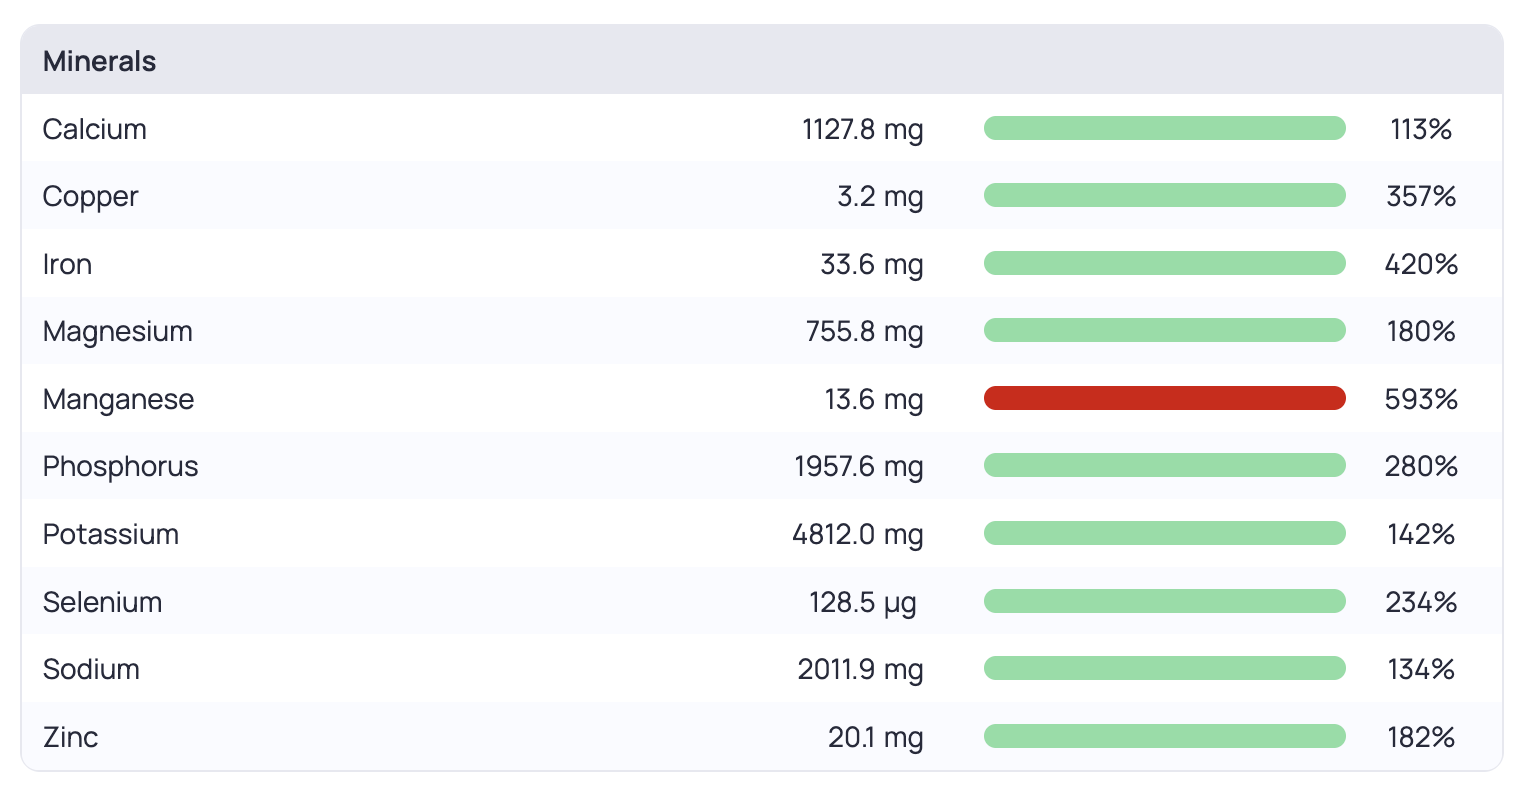 Minerals
Calcium 1127.8 mg 113%
Copper 3.2 mg 357%
Iron 33.6 mg 420%
Magnesium 755.8 mg 180%
Manganese 13.6 mg 593%
Phosphorus 1957.6 mg 280%
Potassium 4812.0 mg 142%
Selenium 128.5 µg 234%
Sodium 2011.9 mg 134%
Zinc 20.1 mg 182%